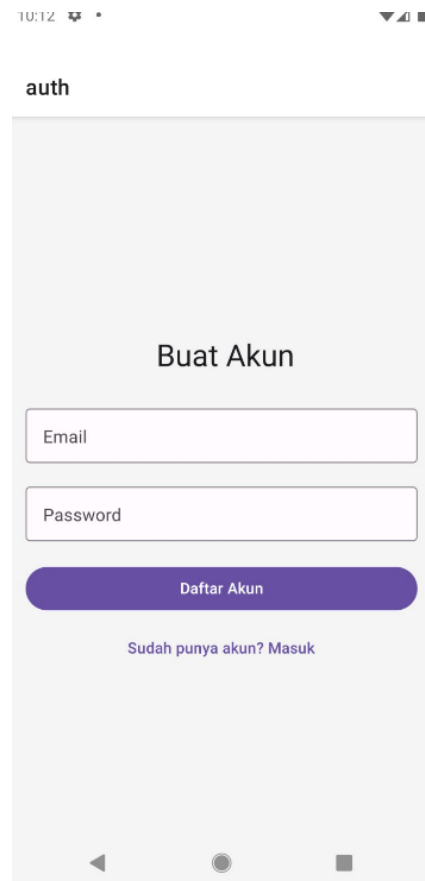 10:12
auth
Buat Akun
Email
Password
Daftar Akun
Sudah punya akun? Masuk